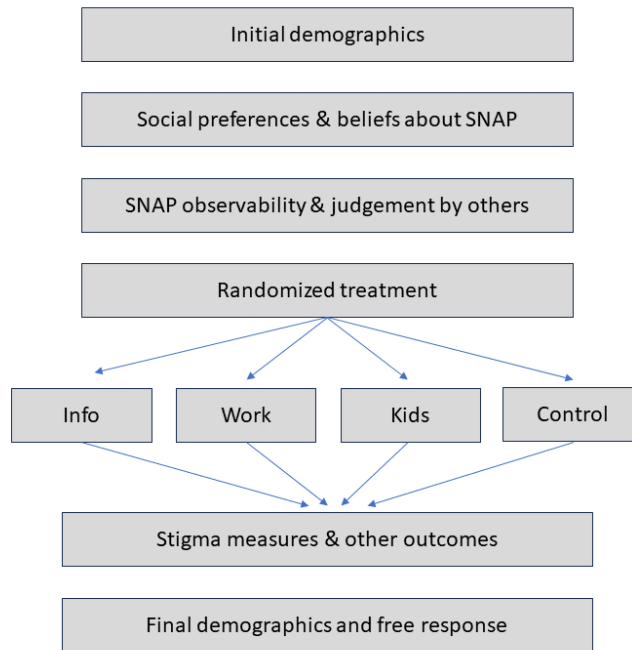 Initial demographics
Social preferences & beliefs about SNAP
SNAP observability & judgement by others
Randomized treatment
Info
Work
Kids
Control
Stigma measures & other outcomes
Final demographics and free response